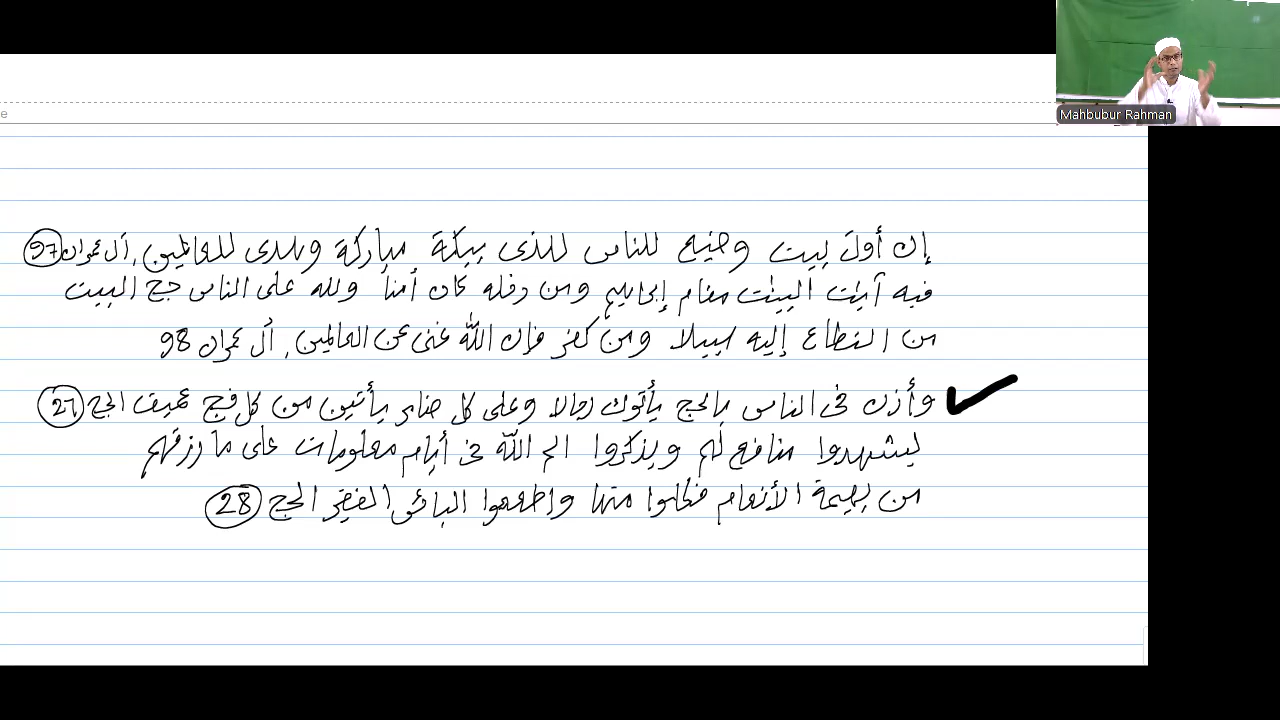 e
Mahbubur Rahman
إن أول بيت وضع للناس للذى ببكة مباركة وهدى للعالمين, آل عمران 97
فيه آيت البينت مقام إبراهيم ومن دخله كان آمنا ولله على الناس حج البيت
من استطاع إليه سبيلا ومن كفر فإن الله غنى عن العالمين, آل عمران 98
وأذن فى الناس بالحج يأتوك رجالا وعلى كل ضامر يأتين من كل فج عميق الحج 26
ليشهدوا منافع لهم ويذكروا اسم الله فى أيام معلومات على ما رزقهم
من بهيمة الأنعام فكلوا منها واطعموا البائس الفقير الحج 28